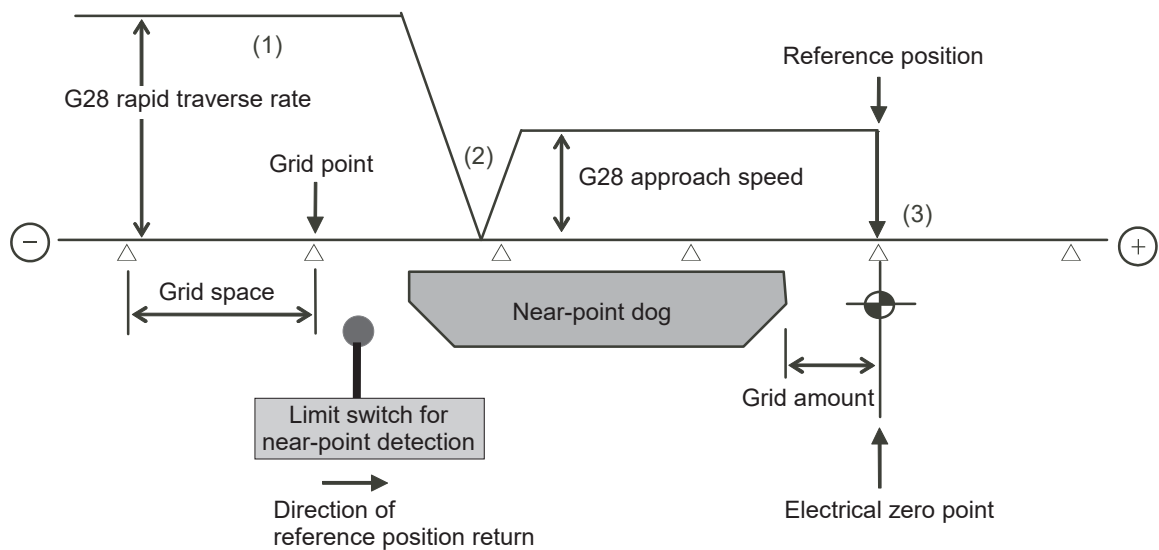 (1)
G28 rapid traverse rate
Reference position
Grid point
(2)
G28 approach speed
(3)
−
+
Grid space
Near-point dog
Grid amount
Limit switch for
near-point detection
Direction of
reference position return
Electrical zero point